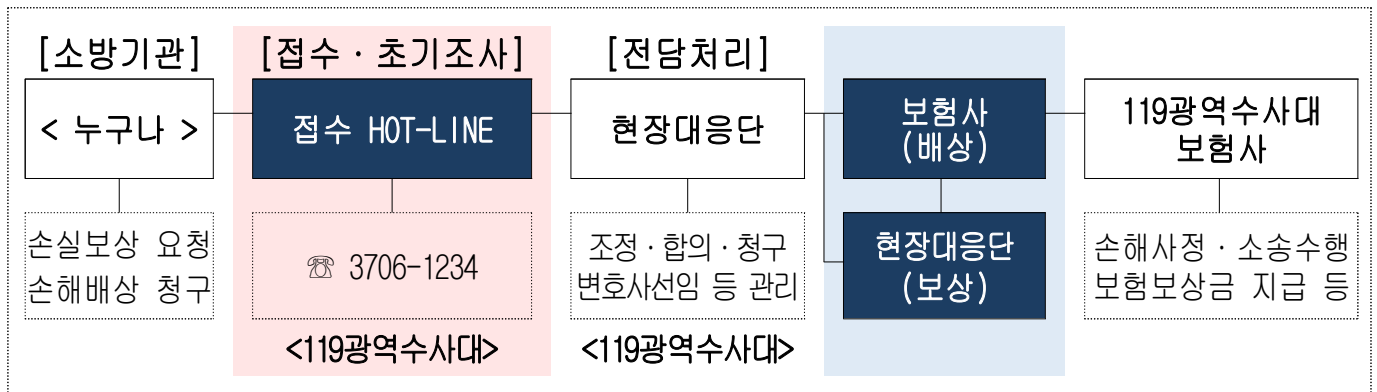 [소방기관]
[접수 · 초기조사]
[전담처리]
< 누구나 >
접수 HOT-LINE
현장대응단
보험사
(배상)
119광역수사대
보험사
손실보상 요청
손해배상 청구
☏ 3706-1234
조정·합의·청구
변호사선임 등 관리
현장대응단
(보상)
손해사정·소송수행
보험보상금 지급 등
<119광역수사대>
<119광역수사대>